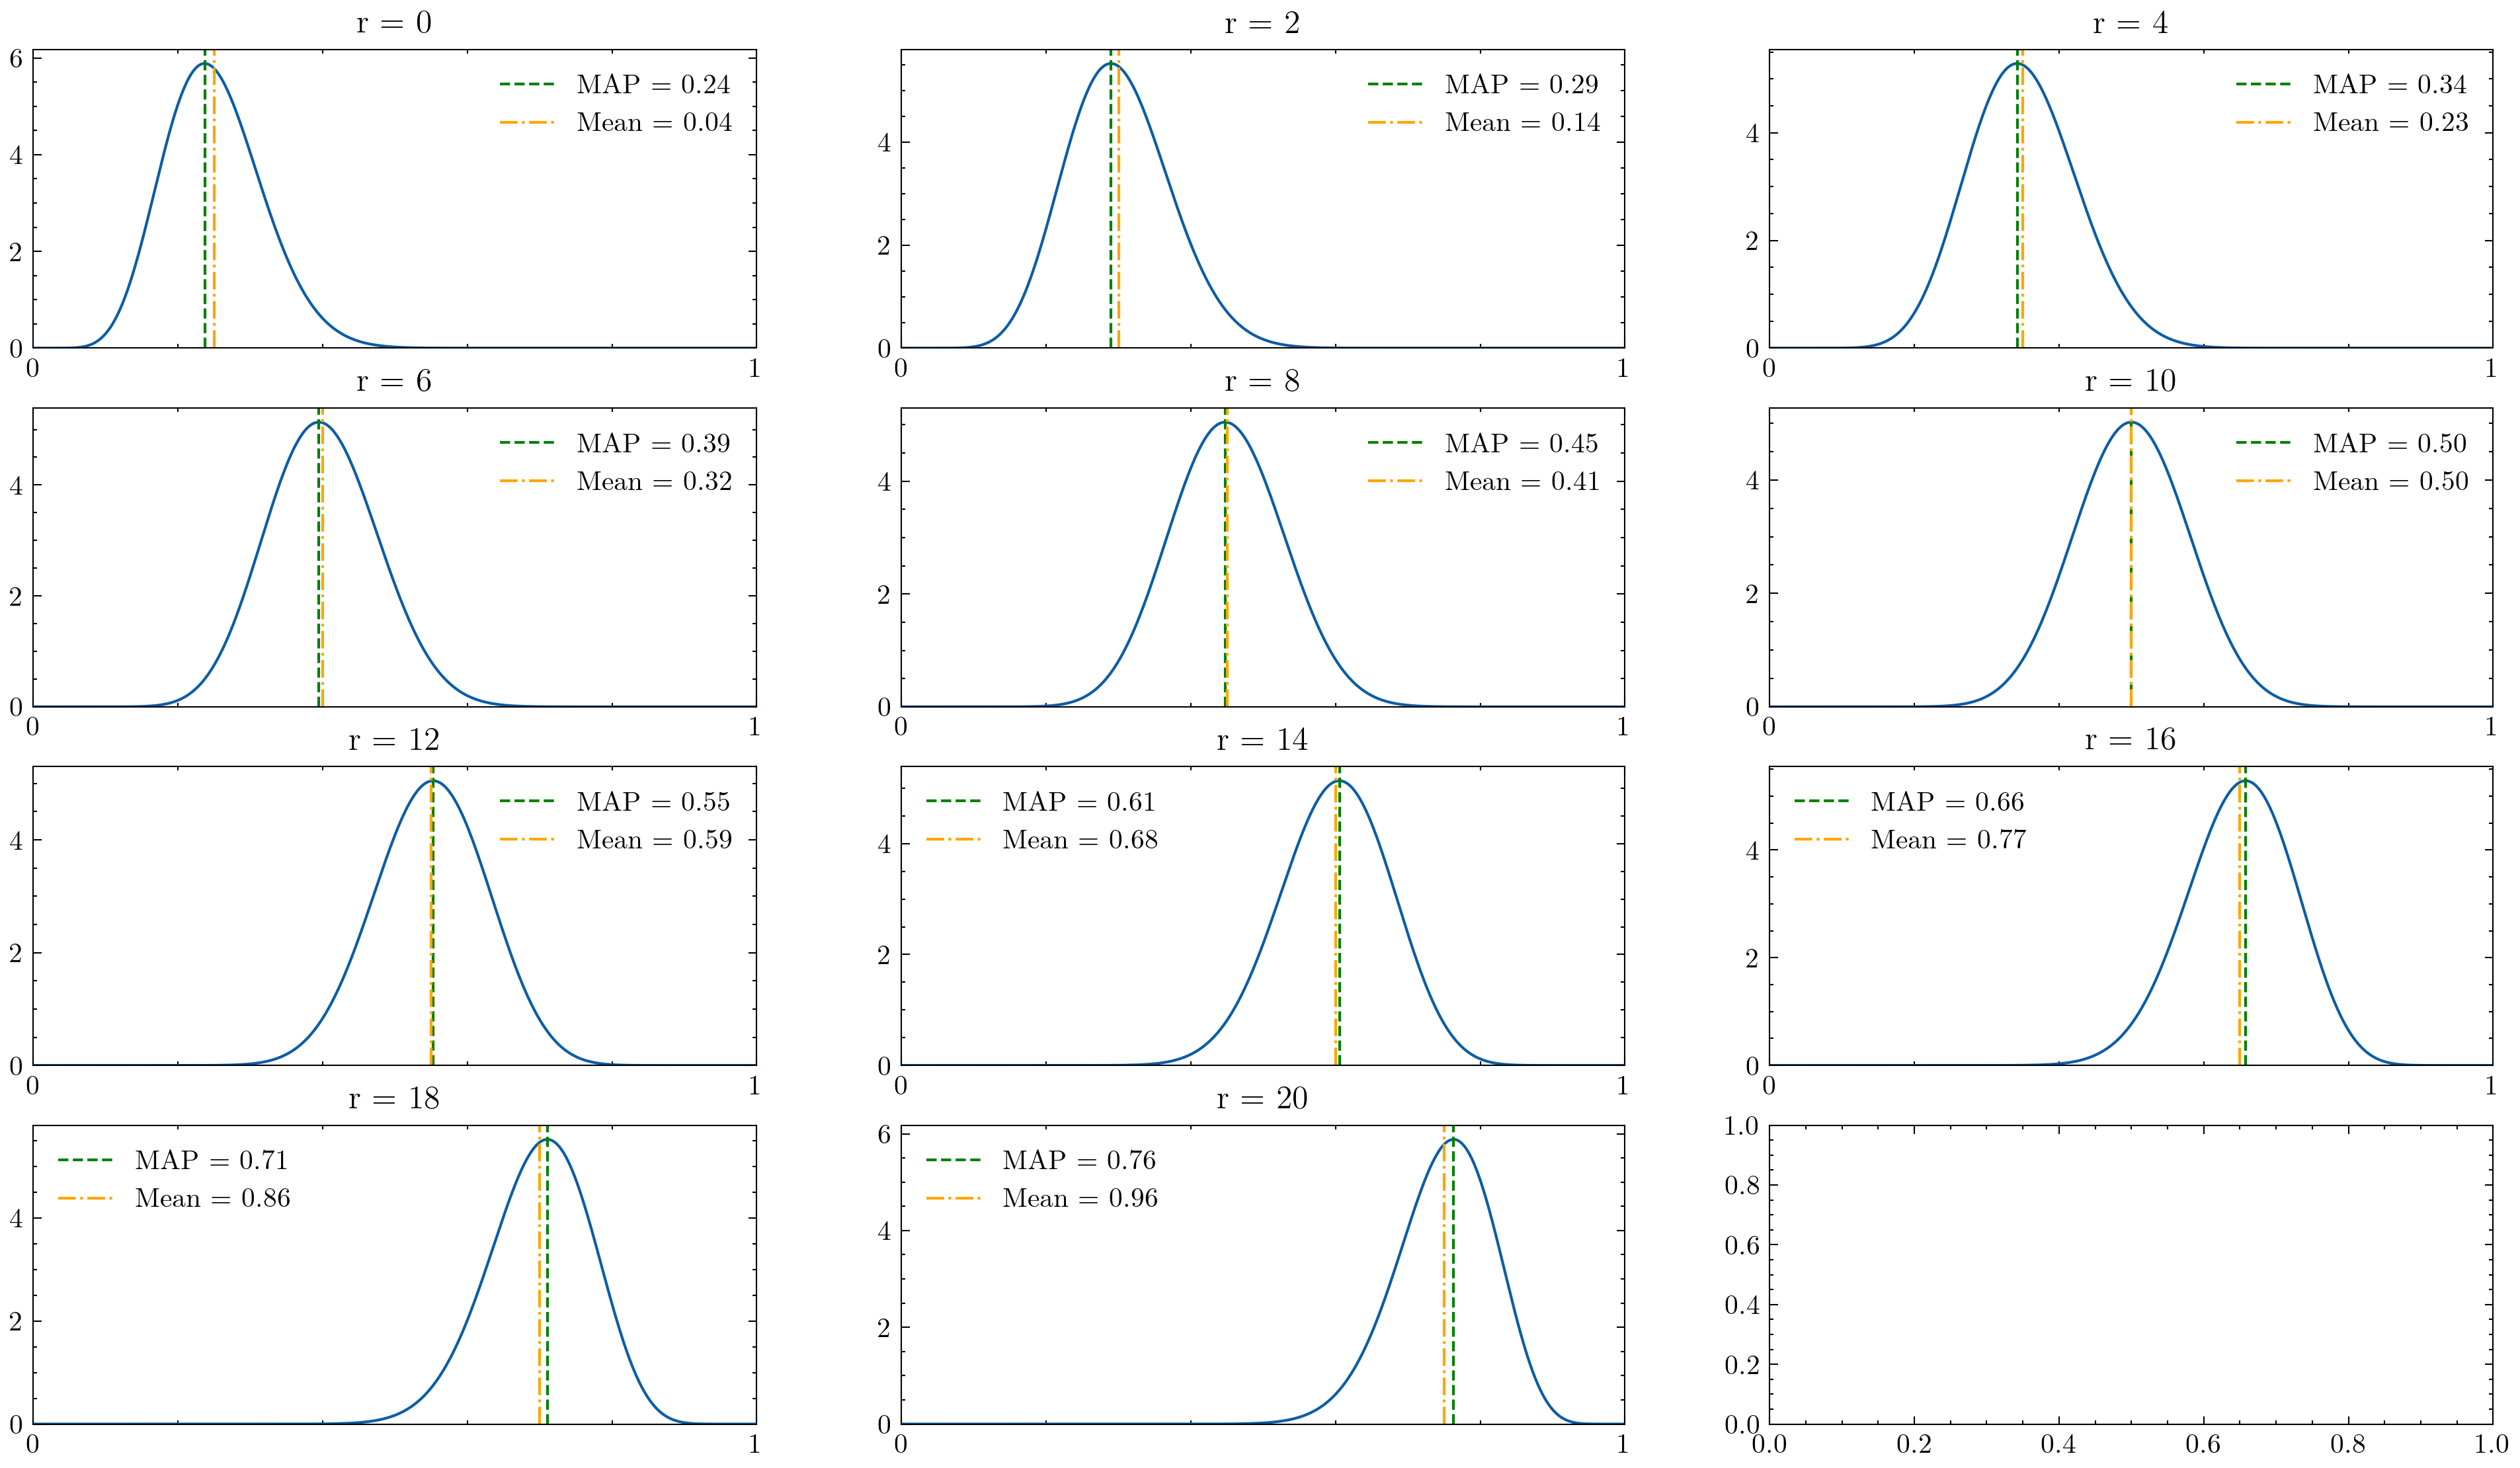 r = 0
6
4
2
0
0 1
MAP = 0.24
Mean = 0.04
r = 2
4
2
0
0 1
MAP = 0.29
Mean = 0.14
r = 4
4
2
0
0 1
MAP = 0.34
Mean = 0.23
r = 6
4
2
0
0 1
MAP = 0.39
Mean = 0.32
r = 8
4
2
0
0 1
MAP = 0.45
Mean = 0.41
r = 10
4
2
0
0 1
MAP = 0.50
Mean = 0.50
r = 12
4
2
0
0 1
MAP = 0.55
Mean = 0.59
r = 14
4
2
0
0 1
MAP = 0.61
Mean = 0.68
r = 16
4
2
0
0 1
MAP = 0.66
Mean = 0.77
r = 18
4
2
0
0 1
MAP = 0.71
Mean = 0.86
r = 20
6
4
2
0
0 1
MAP = 0.76
Mean = 0.96
1.0
0.8
0.6
0.4
0.2
0.0
0.0 0.2 0.4 0.6 0.8 1.0